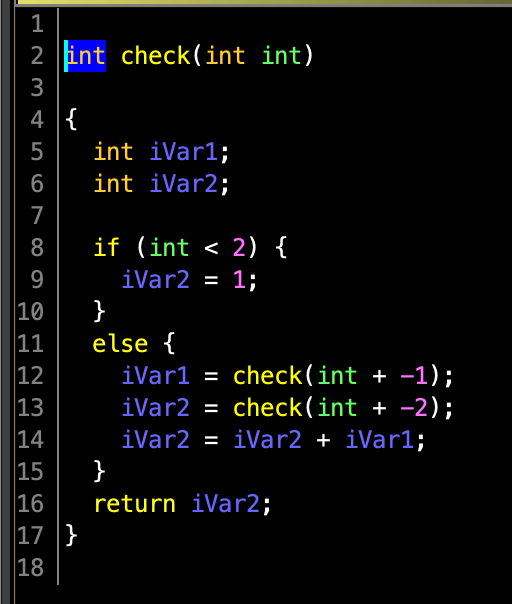 1
2 int check(int int)
3
4 {
5   int iVar1;
6   int iVar2;
7
8   if (int < 2) {
9     iVar2 = 1;
10   }
11   else {
12     iVar1 = check(int + -1);
13     iVar2 = check(int + -2);
14     iVar2 = iVar2 + iVar1;
15   }
16   return iVar2;
17 }
18